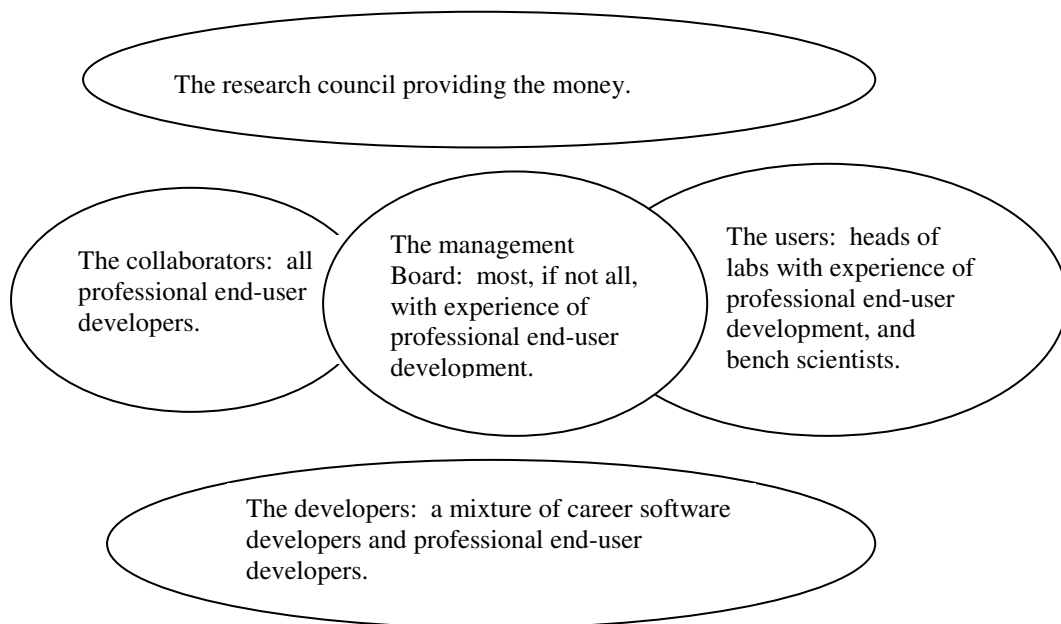 The research council providing the money.
The collaborators: all
professional end-user
developers.
The management
Board: most, if not all,
with experience of
professional end-user
development.
The users: heads of
labs with experience of
professional end-user
development, and
bench scientists.
The developers: a mixture of career software
developers and professional end-user
developers.